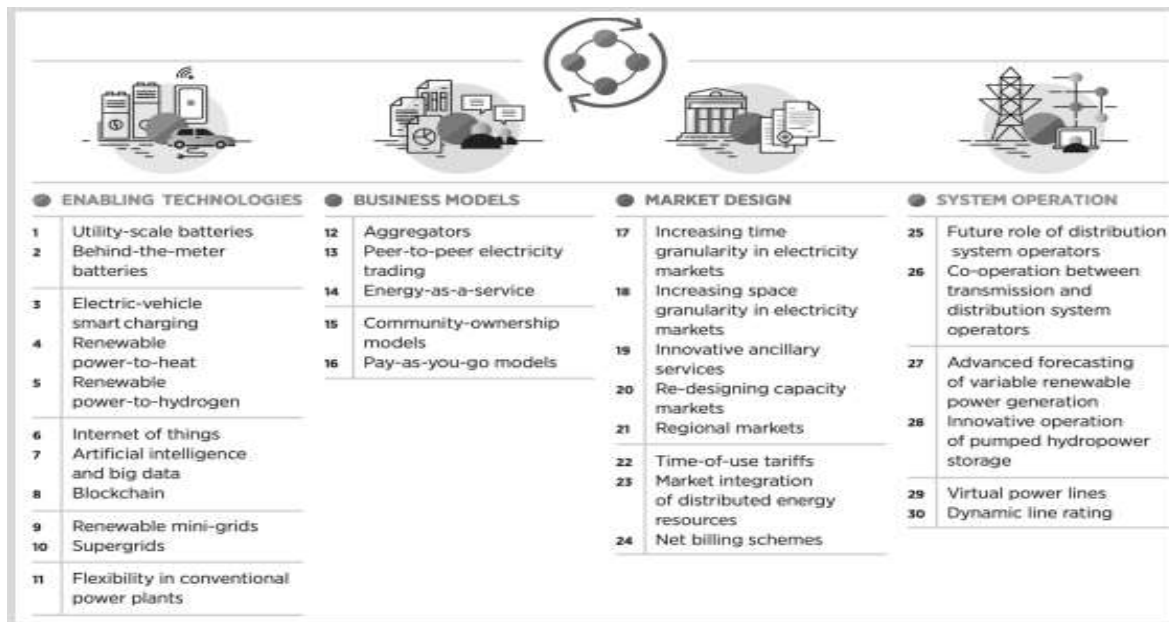 ENABLING TECHNOLOGIES
1 Utility-scale batteries
2 Behind-the-meter
batteries
3 Electric-vehicle
smart charging
4 Renewable
power-to-heat
5 Renewable
power-to-hydrogen
6 Internet of things
7 Artificial intelligence
and big data
8 Blockchain
9 Renewable mini-grids
10 Supergrids
11 Flexibility in conventional
power plants
BUSINESS MODELS
12 Aggregators
13 Peer-to-peer electricity
trading
14 Energy-as-a-service
15 Community-ownership
models
16 Pay-as-you-go models
MARKET DESIGN
17 Increasing time
granularity in electricity
markets
18 Increasing space
granularity in electricity
markets
19 Innovative ancillary
services
20 Re-designing capacity
markets
21 Regional markets
22 Time-of-use tariffs
23 Market integration
of distributed energy
resources
24 Net billing schemes
SYSTEM OPERATION
25 Future role of distribution
system operators
26 Co-operation between
transmission and
distribution system
operators
27 Advanced forecasting
of variable renewable
power generation
28 Innovative operation
of pumped hydropower
storage
29 Virtual power lines
30 Dynamic line rating